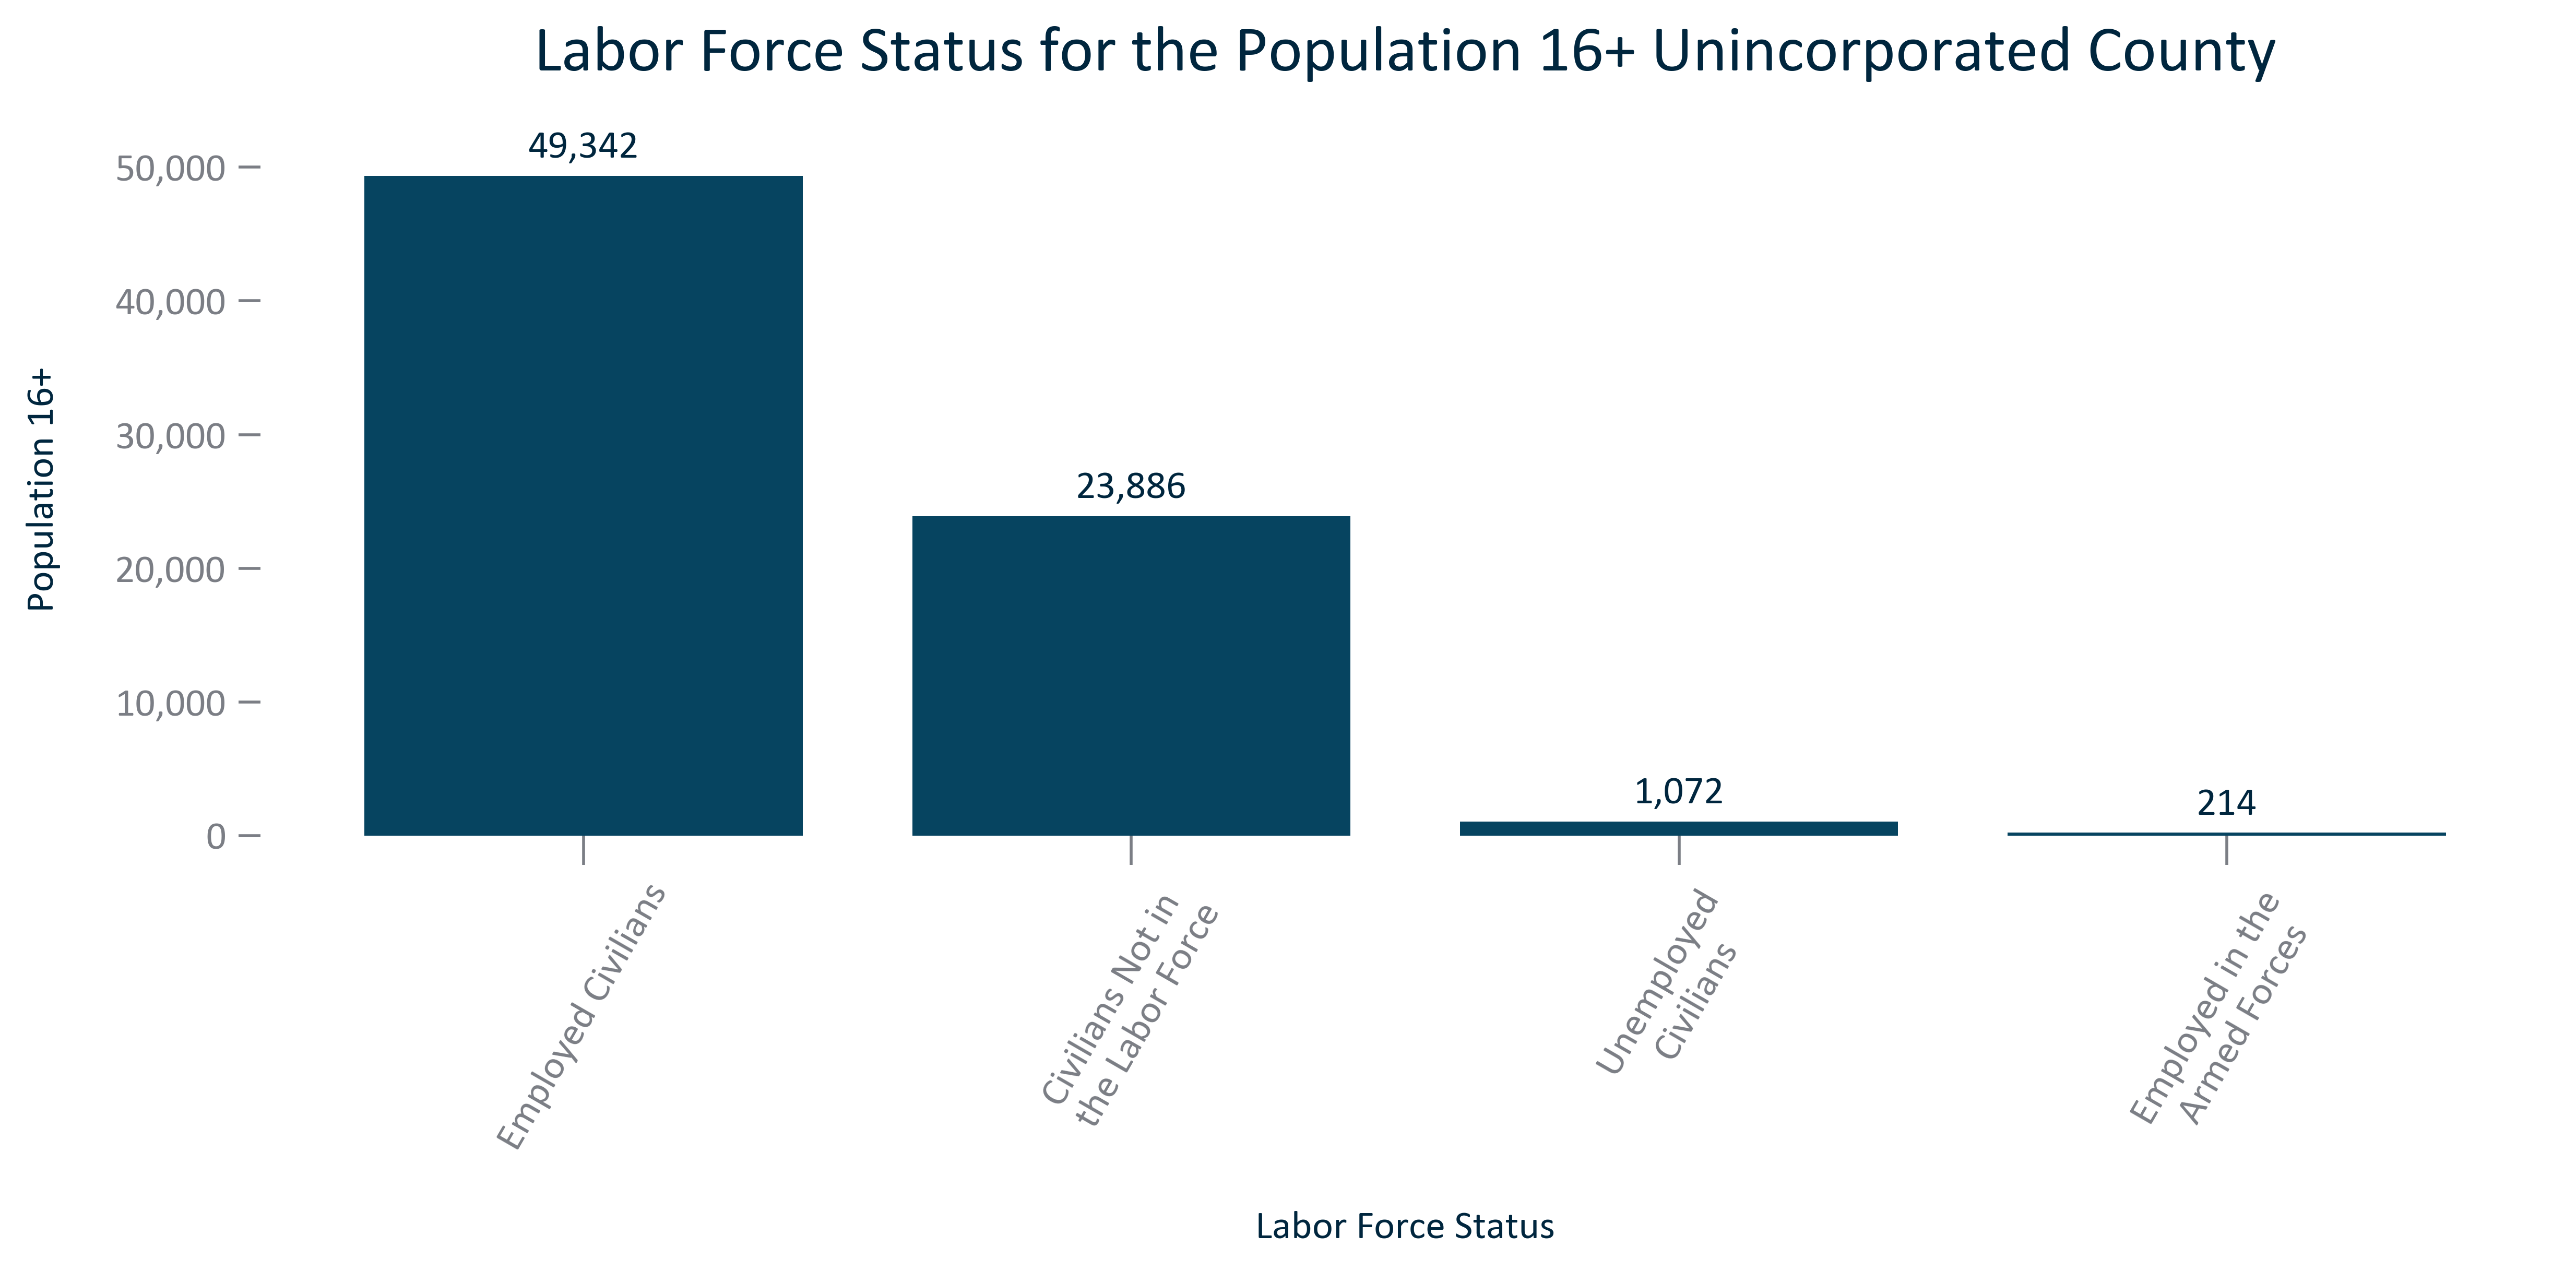 Labor Force Status for the Population 16+ Unincorporated County
Population 16+
50,000
40,000
30,000
20,000
10,000
0
49,342
23,886
1,072
214
Employed Civilians
Civilians Not in
the Labor Force
Unemployed
Civilians
Employed in the
Armed Forces
Labor Force Status